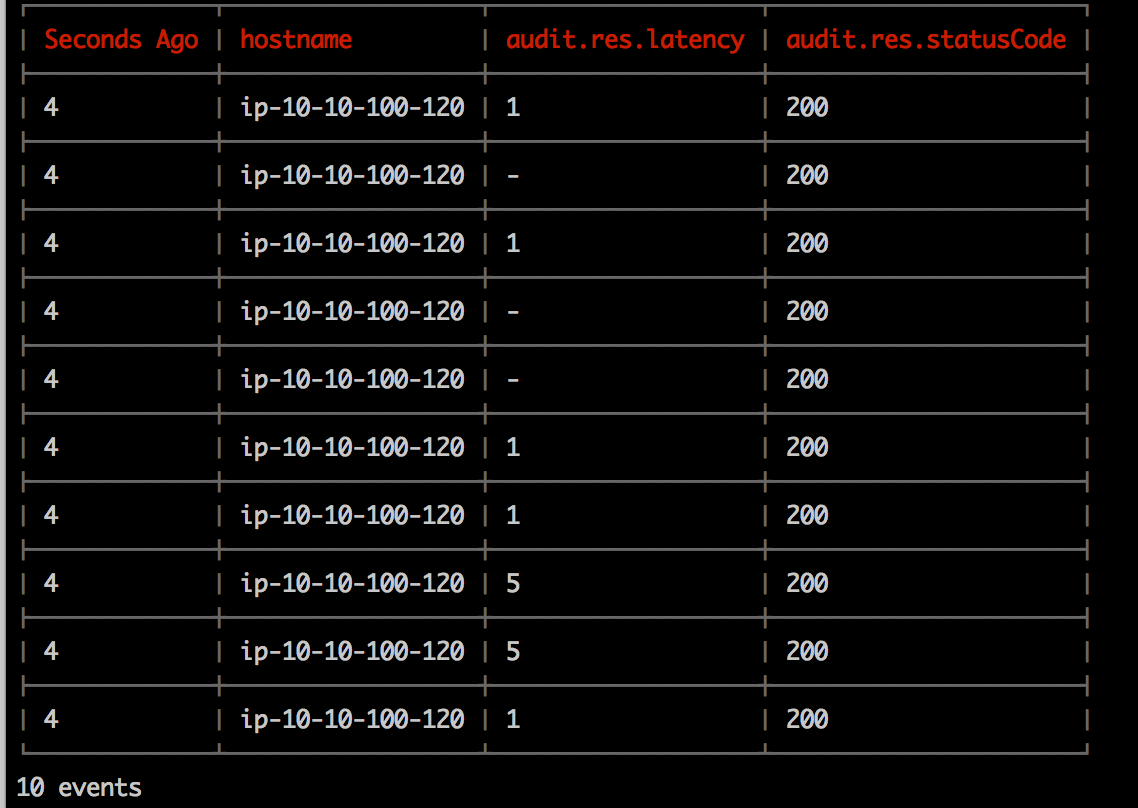 Seconds Ago | hostname | audit.res.latency | audit.res.statusCode
4 | ip-10-10-100-120 | 1 | 200
4 | ip-10-10-100-120 | - | 200
4 | ip-10-10-100-120 | 1 | 200
4 | ip-10-10-100-120 | - | 200
4 | ip-10-10-100-120 | - | 200
4 | ip-10-10-100-120 | 1 | 200
4 | ip-10-10-100-120 | 1 | 200
4 | ip-10-10-100-120 | 5 | 200
4 | ip-10-10-100-120 | 5 | 200
4 | ip-10-10-100-120 | 1 | 200
10 events